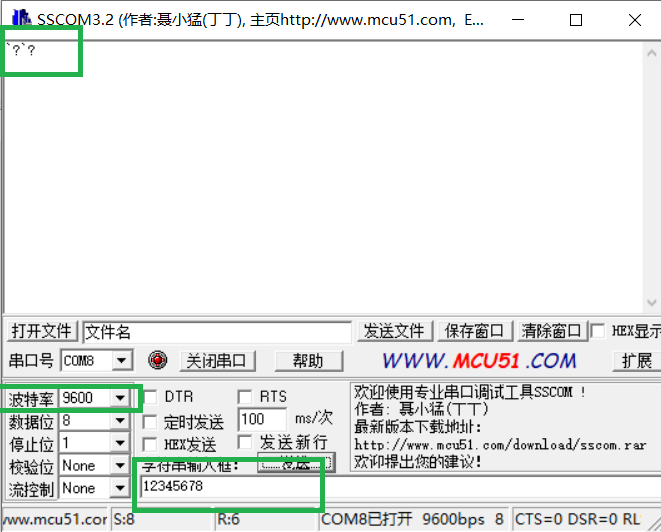 SSCOM3.2 (作者:聂小猛(丁丁), 主页http://www.mcu51.com, E...
`?`?
打开文件 文件名 发送文件 保存窗口 清除窗口 HEX显示
串口号 COM8 关闭串口 帮助 WWW.MCU51.COM 扩展
波特率 9600 DTR RTS
数据位 8 定时发送 100 ms/次
停止位 1 HEX发送 发送新行
校验位 None 字符串输入框: 发送
流控制 None 12345678
欢迎使用专业串口调试工具SSCOM !
作者: 聂小猛(丁丁)
最新版本下载地址:
http://www.mcu51.com/download/sscom.rar
欢迎提出您的建议!
ww.mcu51.cor S:8 R:6 COM8已打开 9600bps 8 CTS=0 DSR=0 RL